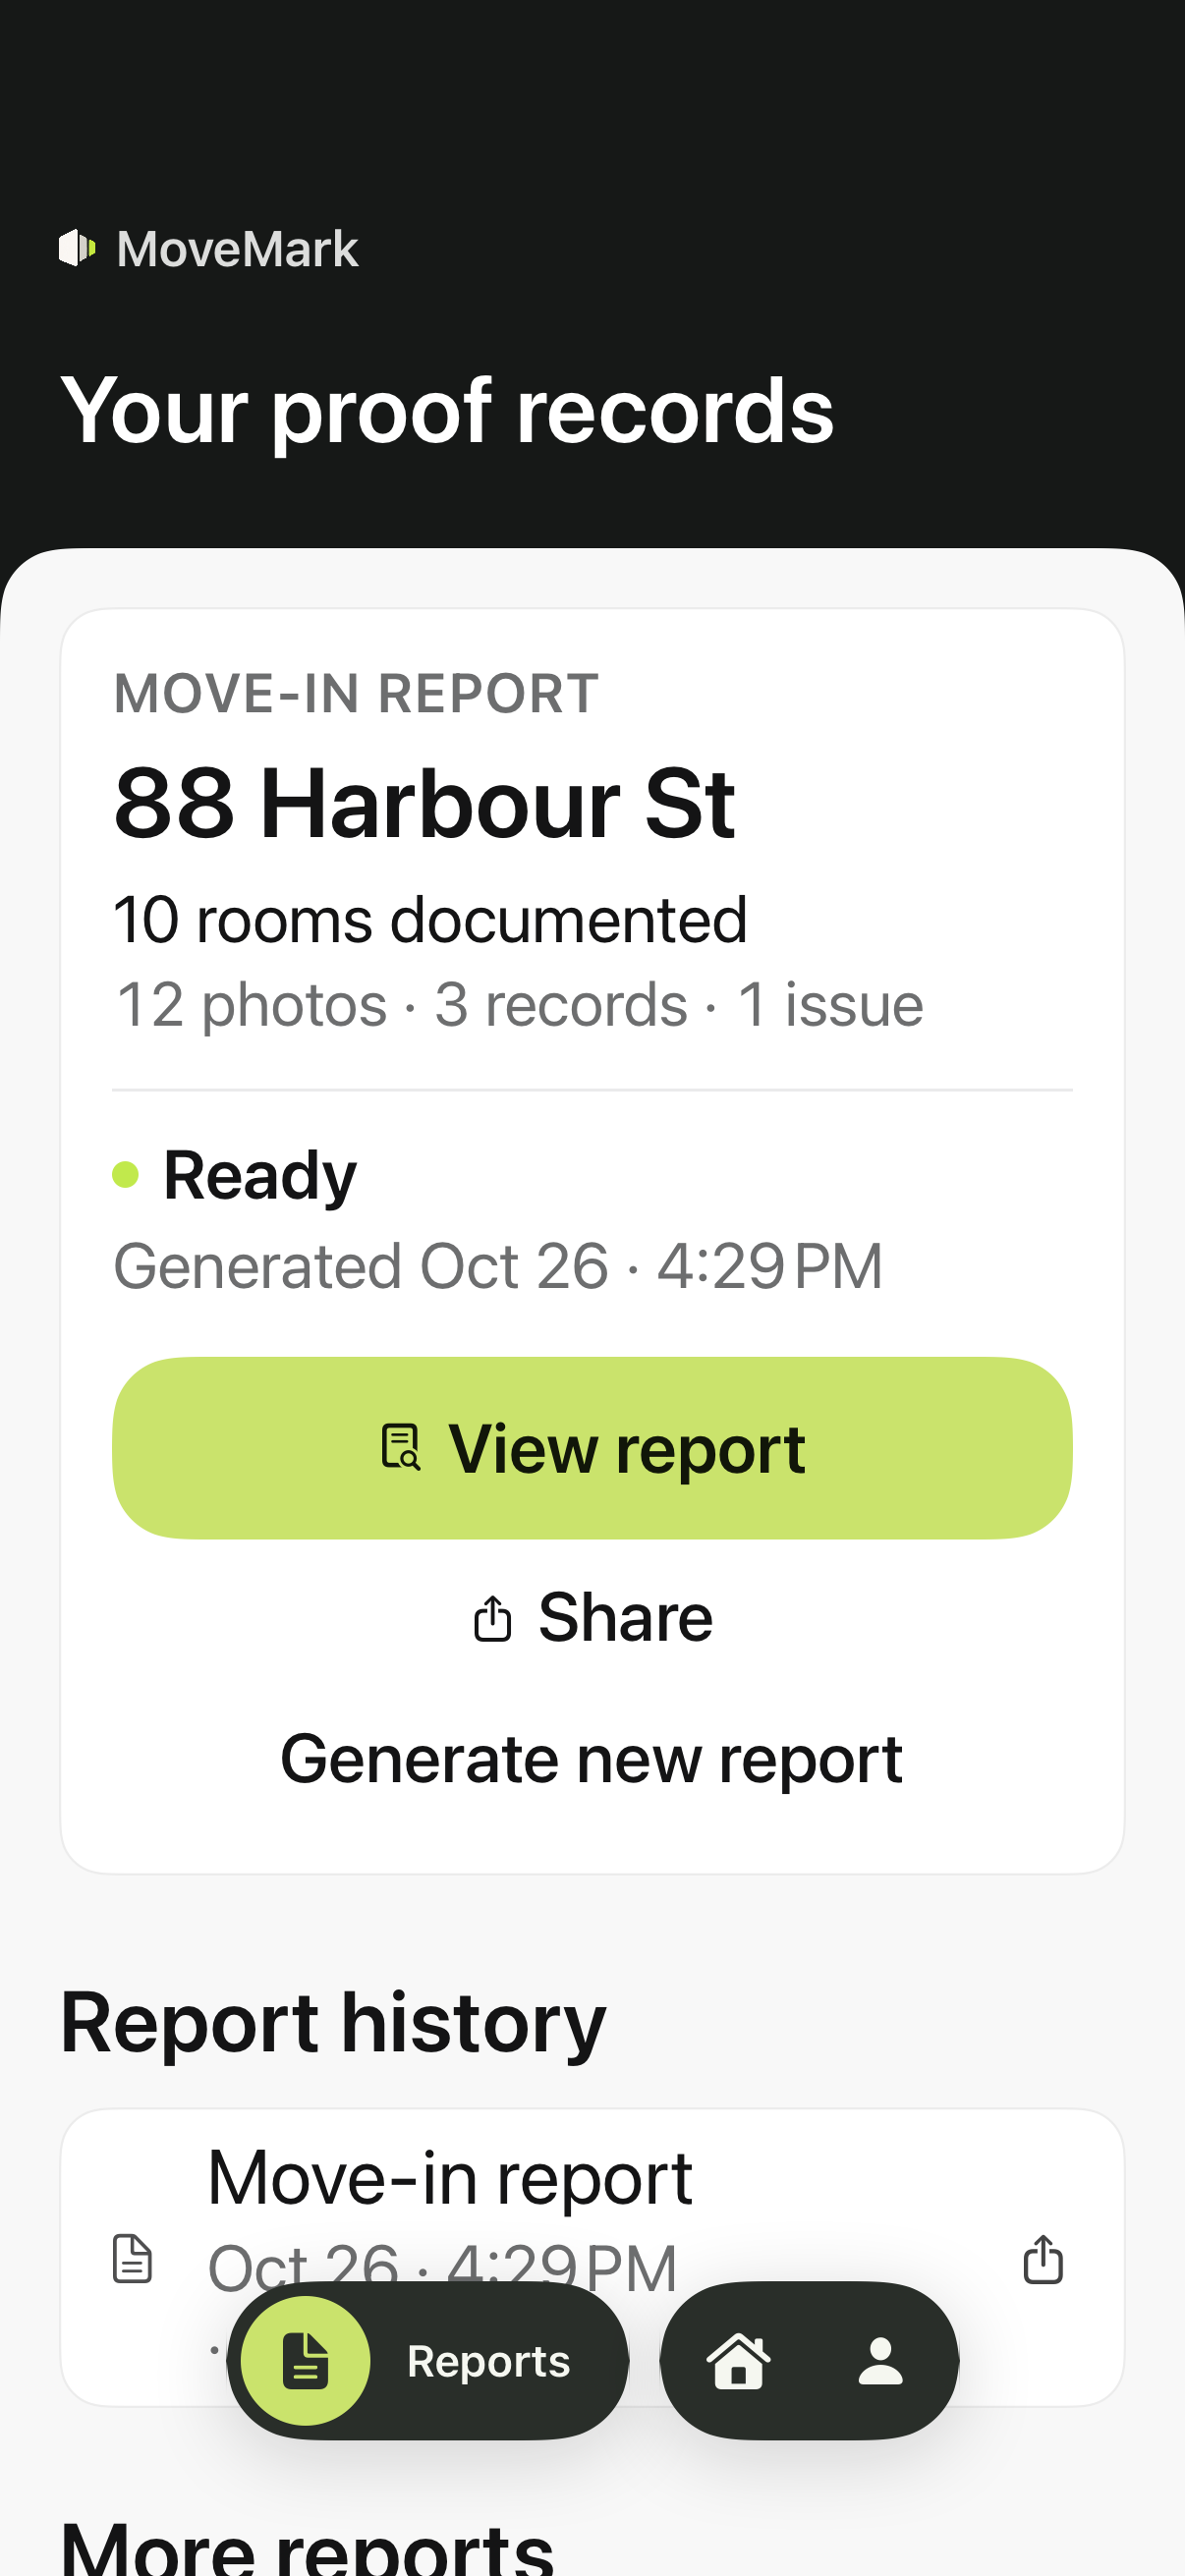 MoveMark
Your proof records
MOVE-IN REPORT
88 Harbour St
10 rooms documented
12 photos · 3 records · 1 issue
Ready
Generated Oct 26 · 4:29 PM
View report
Share
Generate new report
Report history
Move-in report
Oct 26 · 4:29 PM
·
Reports
More reports